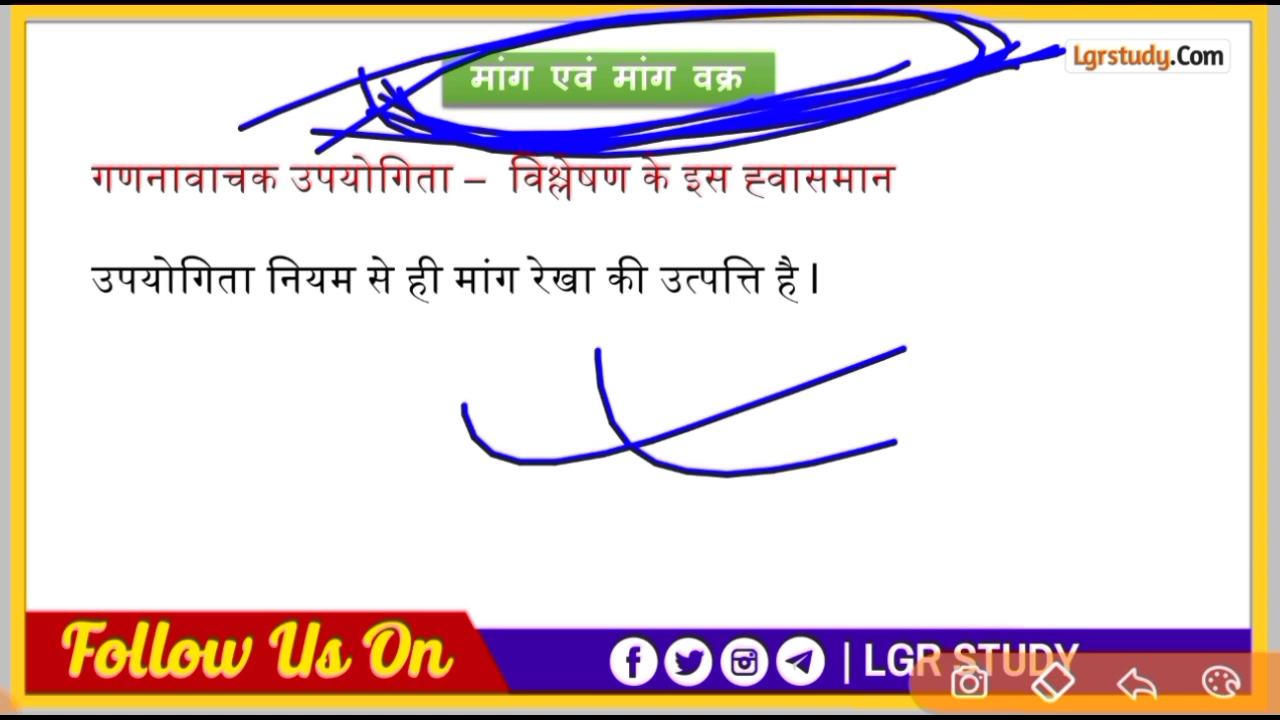 मांग एवं मांग वक्र
Lgrstudy.Com
गणनावाचक उपयोगिता – विश्लेषण के इस ह्वासमान
उपयोगिता नियम से ही मांग रेखा की उत्पत्ति है।
Follow Us On
| LGR STUDY